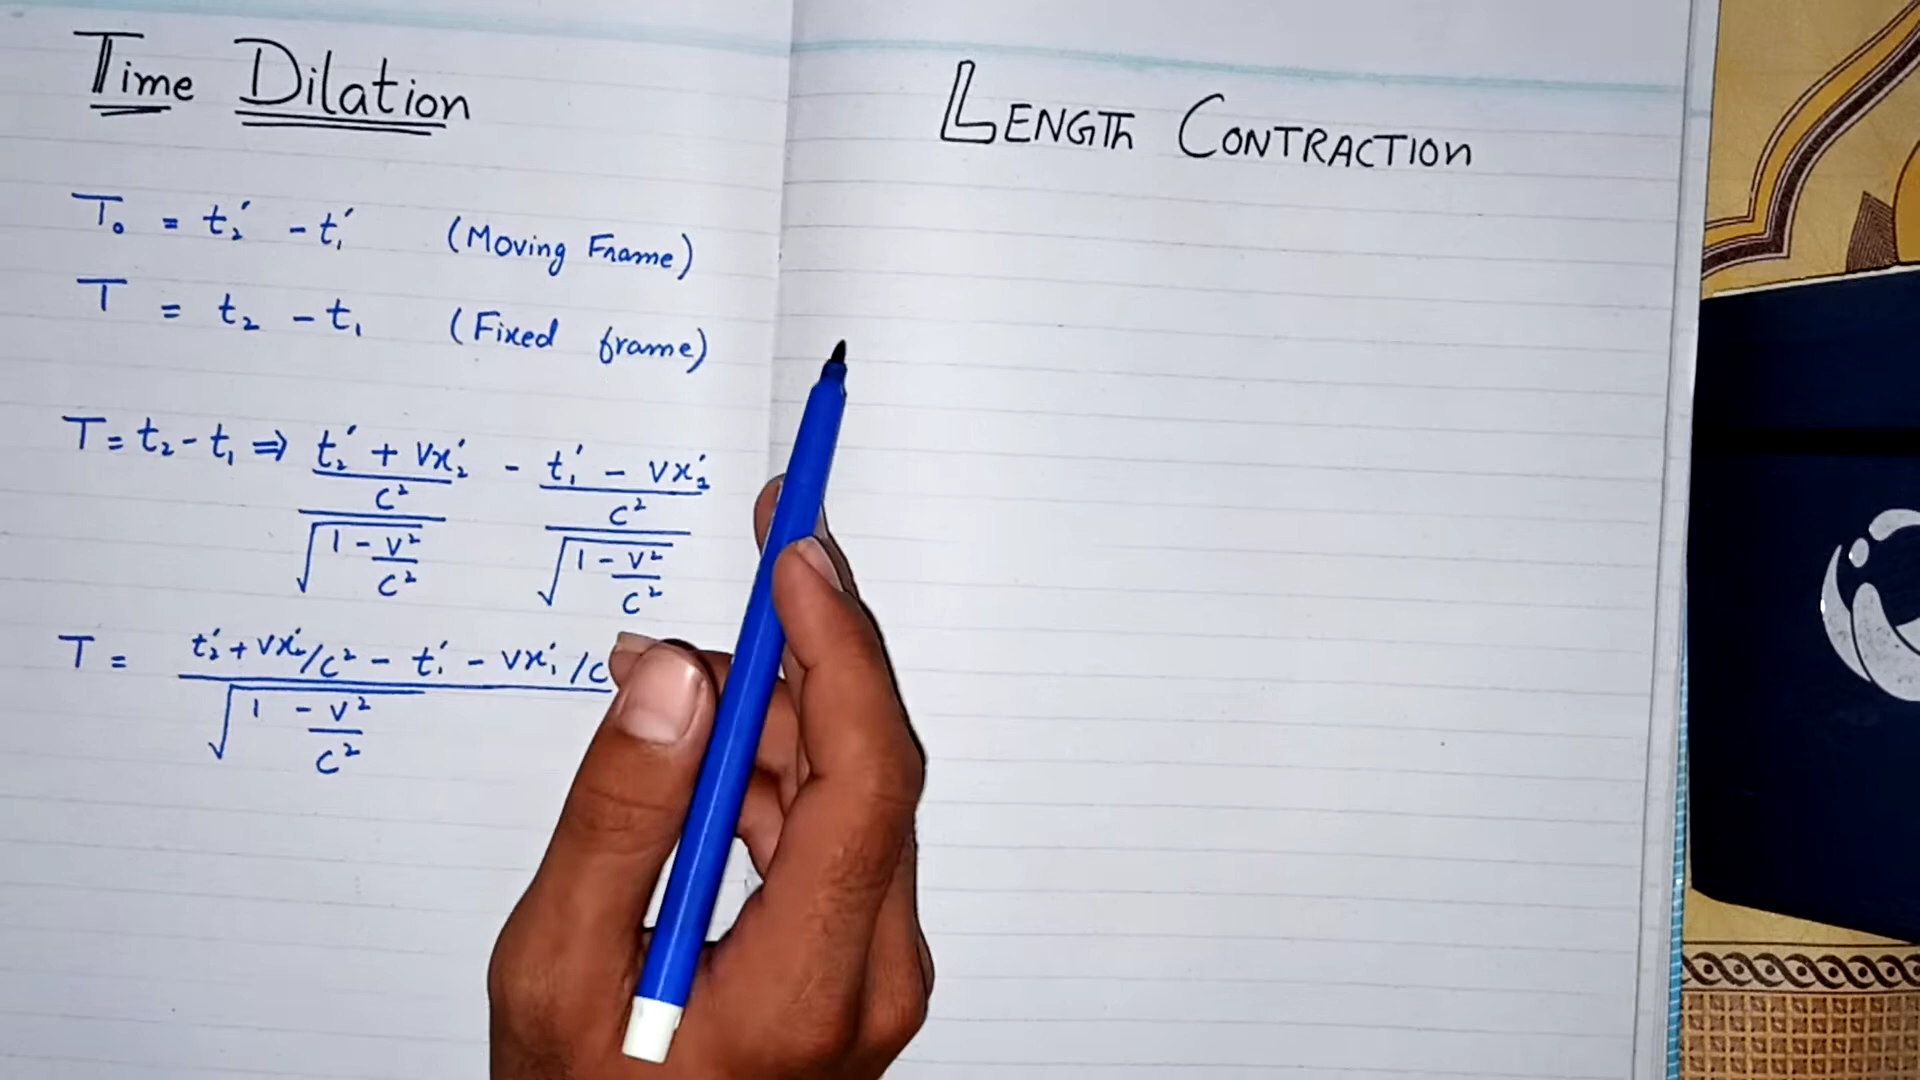 Time Dilation
T₀ = t₂′ - t₁′ (Moving Frame)
T = t₂ - t₁ (Fixed frame)
T = t₂ - t₁ ⇒ (t₂′ + vx₂′/c²)/√(1 - v²/c²) - (t₁′ - vx₁′/c²)/√(1 - v²/c²)
T = (t₂′ + vx₂′/c² - t₁′ - vx₁′/c)/√(1 - v²/c²)
LENGTh CONTRACTIOn